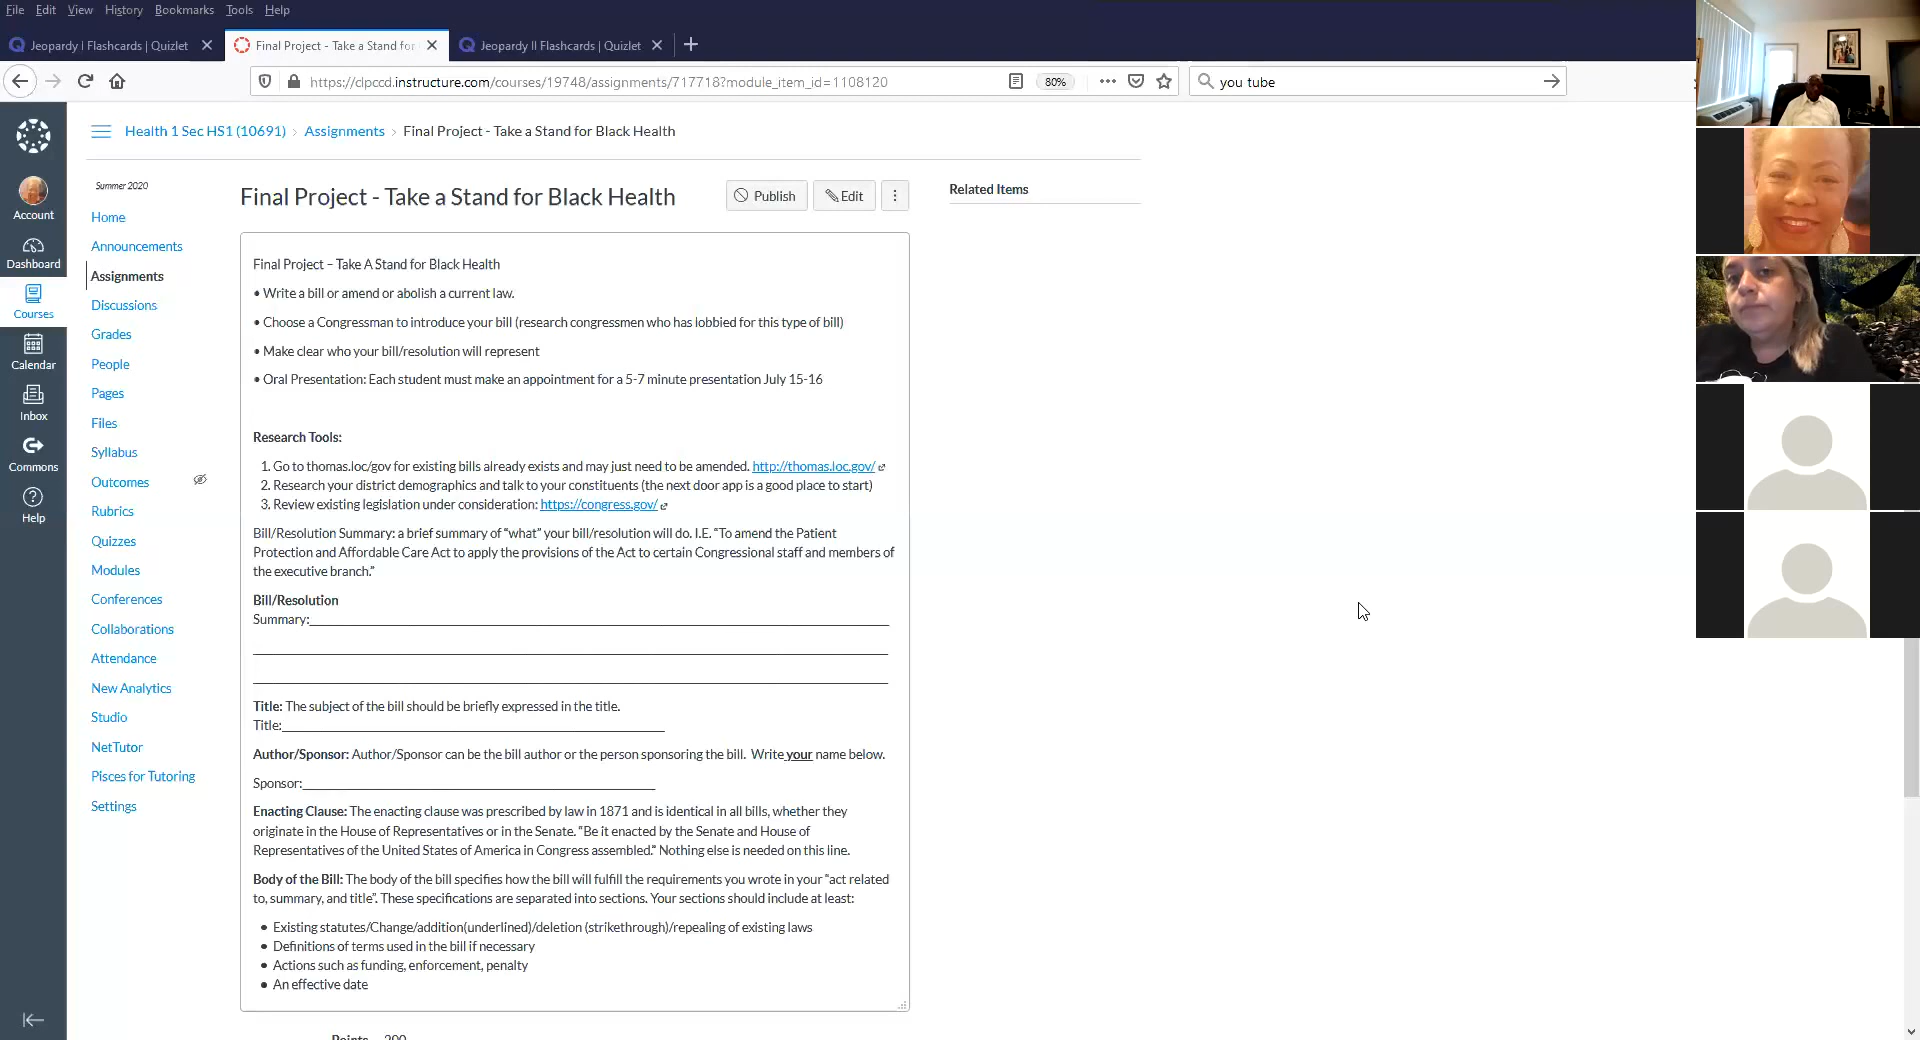 File Edit View History Bookmarks Tools Help
Jeopardy I Flashcards | Quizlet
Final Project - Take a Stand for
Jeopardy II Flashcards | Quizlet
https://clpccd.instructure.com/courses/19748/assignments/717718?module_item_id=1108120
80%
you tube
Health 1 Sec HS1 (10691) › Assignments › Final Project - Take a Stand for Black Health
Account
Dashboard
Courses
Calendar
Inbox
Commons
Help
Summer 2020
Home
Announcements
Assignments
Discussions
Grades
People
Pages
Files
Syllabus
Outcomes
Rubrics
Quizzes
Modules
Conferences
Collaborations
Attendance
New Analytics
Studio
NetTutor
Pisces for Tutoring
Settings
Final Project - Take a Stand for Black Health
Publish
Edit
Related Items
Final Project – Take A Stand for Black Health
• Write a bill or amend or abolish a current law.
• Choose a Congressman to introduce your bill (research congressmen who has lobbied for this type of bill)
• Make clear who your bill/resolution will represent
• Oral Presentation: Each student must make an appointment for a 5-7 minute presentation July 15-16
Research Tools:
1. Go to thomas.loc/gov for existing bills already exists and may just need to be amended. http://thomas.loc.gov/
2. Research your district demographics and talk to your constituents (the next door app is a good place to start)
3. Review existing legislation under consideration: https://congress.gov/
Bill/Resolution Summary: a brief summary of “what” your bill/resolution will do. I.E. “To amend the Patient
Protection and Affordable Care Act to apply the provisions of the Act to certain Congressional staff and members of
the executive branch.”
Bill/Resolution
Summary:
Title: The subject of the bill should be briefly expressed in the title.
Title:
Author/Sponsor: Author/Sponsor can be the bill author or the person sponsoring the bill. Write your name below.
Sponsor:
Enacting Clause: The enacting clause was prescribed by law in 1871 and is identical in all bills, whether they
originate in the House of Representatives or in the Senate. “Be it enacted by the Senate and House of
Representatives of the United States of America in Congress assembled.” Nothing else is needed on this line.
Body of the Bill: The body of the bill specifies how the bill will fulfill the requirements you wrote in your “act related
to, summary, and title”. These specifications are separated into sections. Your sections should include at least:
• Existing statutes/Change/addition(underlined)/deletion (strikethrough)/repealing of existing laws
• Definitions of terms used in the bill if necessary
• Actions such as funding, enforcement, penalty
• An effective date
Points 200